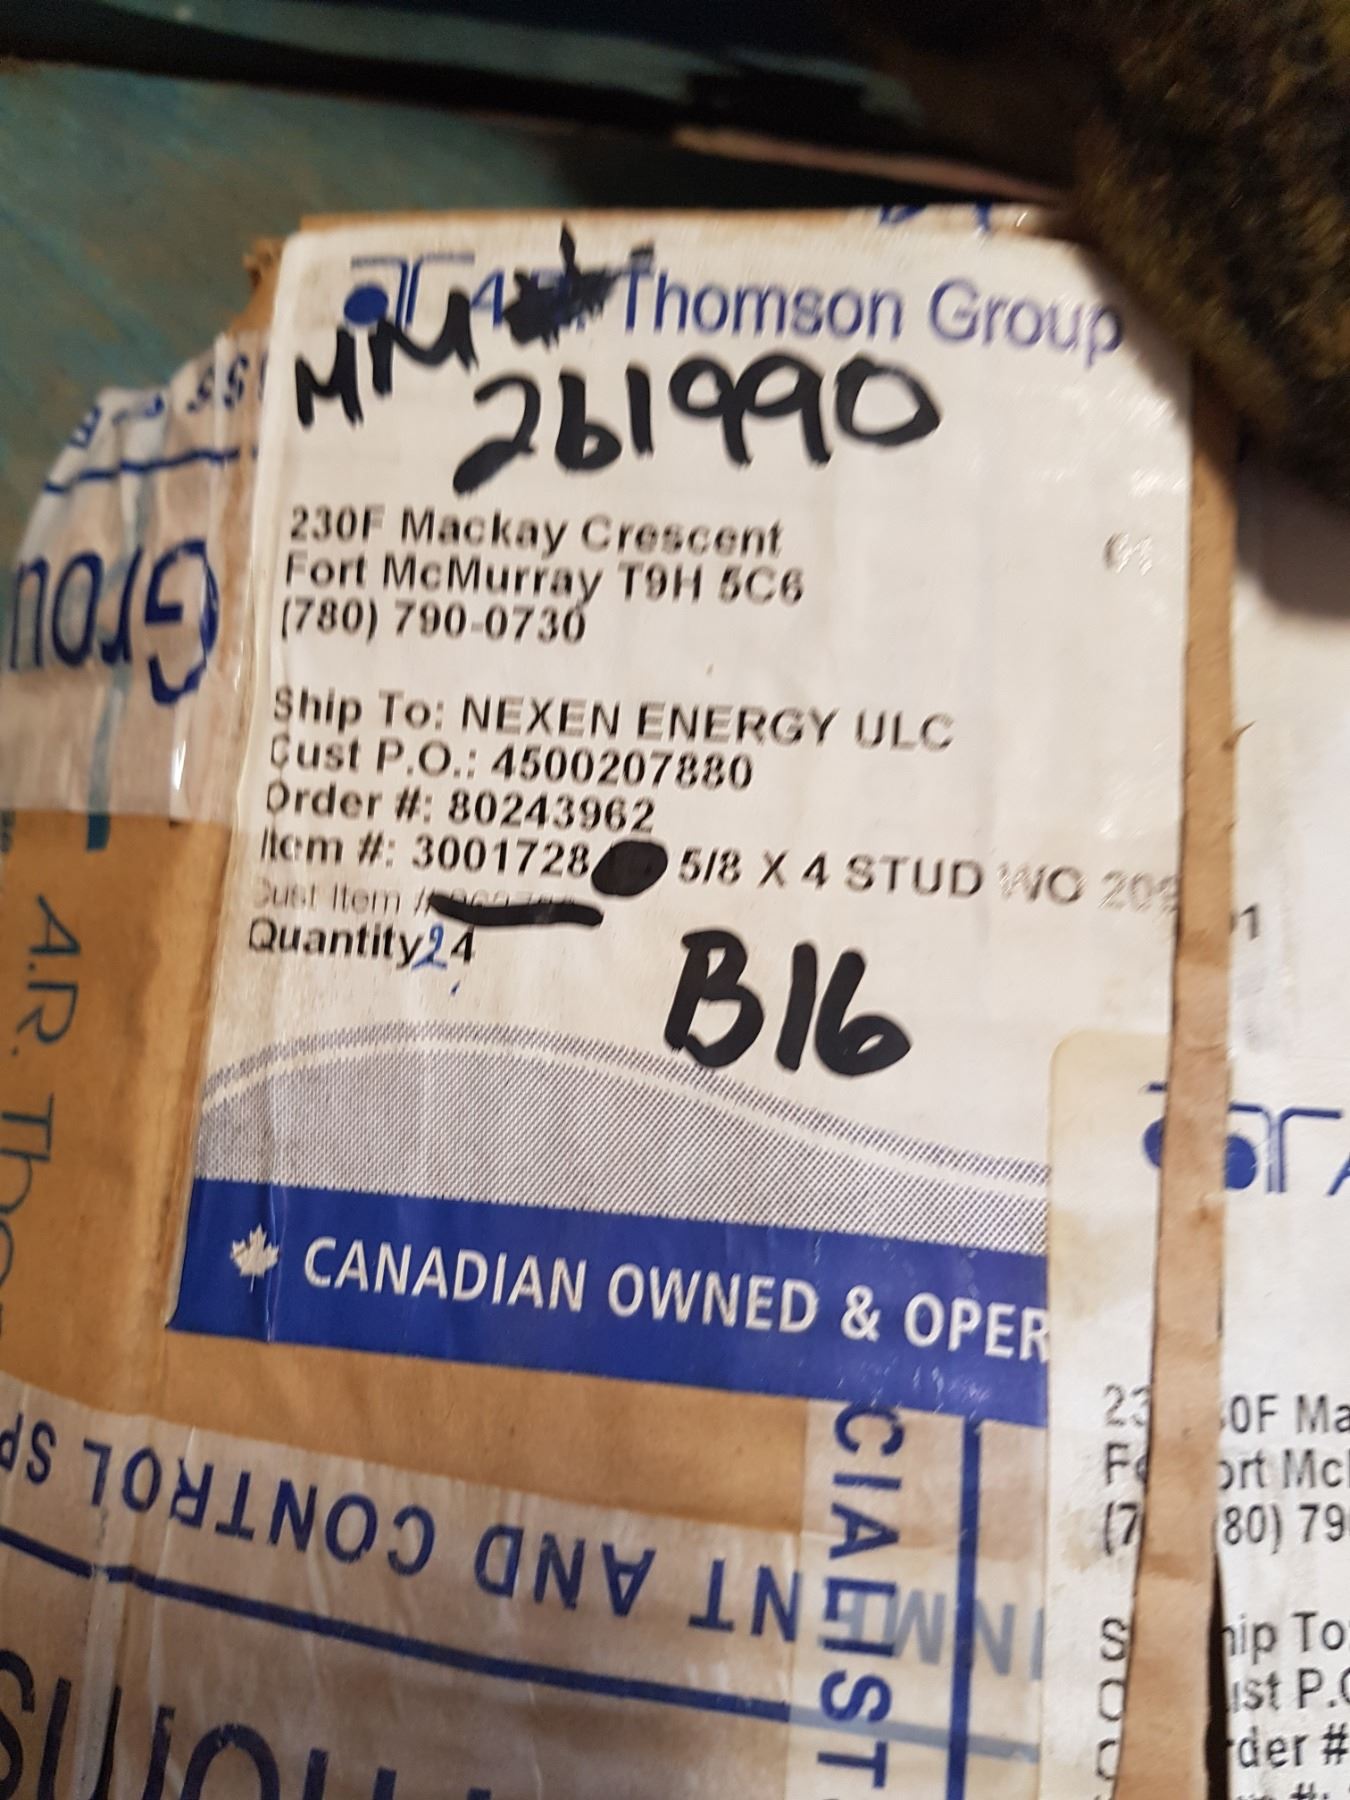 Thomson Group
MM
261990
230F Mackay Crescent
Fort McMurray T9H 5C6
(780) 790-0730
Ship To: NEXEN ENERGY ULC
Cust P.O.: 4500207880
Order #: 80243962
Item #: 3001728 5/8 X 4 STUD WO
Cust Item #
Quantity 24
B16
CANADIAN OWNED & OPER
Grou
A.R. Tho
NT AND CONTROL SP
CIALIST